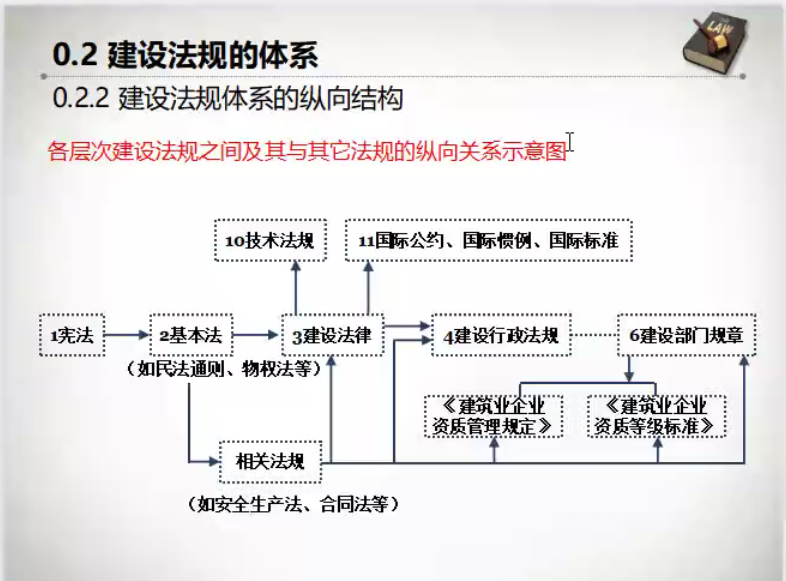 LAW
0.2 建设法规的体系
0.2.2 建设法规体系的纵向结构
各层次建设法规之间及其与其它法规的纵向关系示意图
10技术法规
11国际公约、国际惯例、国际标准
1宪法
2基本法
3建设法律
4建设行政法规
6建设部门规章
（如民法通则、物权法等）
《建筑业企业
资质管理规定》
《建筑业企业
资质等级标准》
相关法规
（如安全生产法、合同法等）